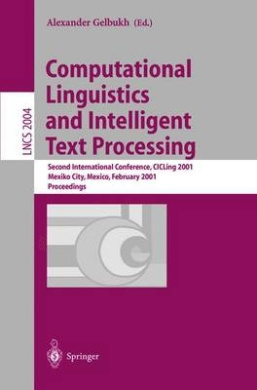 Alexander Gelbukh (Ed.)
LNCS 2004
Computational
Linguistics
and Intelligent
Text Processing
Second International Conference, CICLing 2001
Mexiko City, Mexico, February 2001
Proceedings
Springer